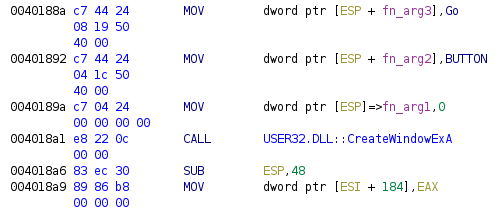 0040188a c7 44 24 MOV dword ptr [ESP + fn_arg3],Go
08 19 50
40 00
00401892 c7 44 24 MOV dword ptr [ESP + fn_arg2],BUTTON
04 1c 50
40 00
0040189a c7 04 24 MOV dword ptr [ESP]=>fn_arg1,0
00 00 00 00
004018a1 e8 22 0c CALL USER32.DLL::CreateWindowExA
00 00
004018a6 83 ec 30 SUB ESP,48
004018a9 89 86 b8 MOV dword ptr [ESI + 184],EAX
00 00 00